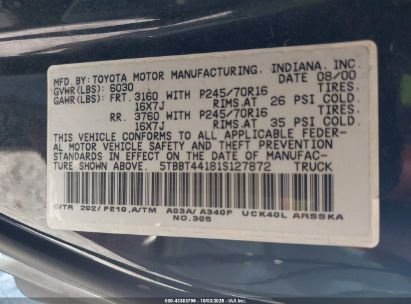 MFD. BY: TOYOTA MOTOR MANUFACTURING, INDIANA, INC.
GVWR(LBS): 6030 DATE 08/00
GAWR(LBS): FRT. 3160 WITH P245/70R16 TIRES.
16X7J RIMS.AT 26 PSI COLD.
RR. 3760 WITH P245/70R16 TIRES.
16X7J RIMS.AT 35 PSI COLD.
THIS VEHICLE CONFORMS TO ALL APPLICABLE FEDER-
AL MOTOR VEHICLE SAFETY AND THEFT PREVENTION
STANDARDS IN EFFECT ON THE DATE OF MANUFAC-
TURE SHOWN ABOVE. 5TBBT44181S127872 TRUCK
C/TR 202/FE10,A/TM A03A/A340F UCK40L ARSSKA
NO.305